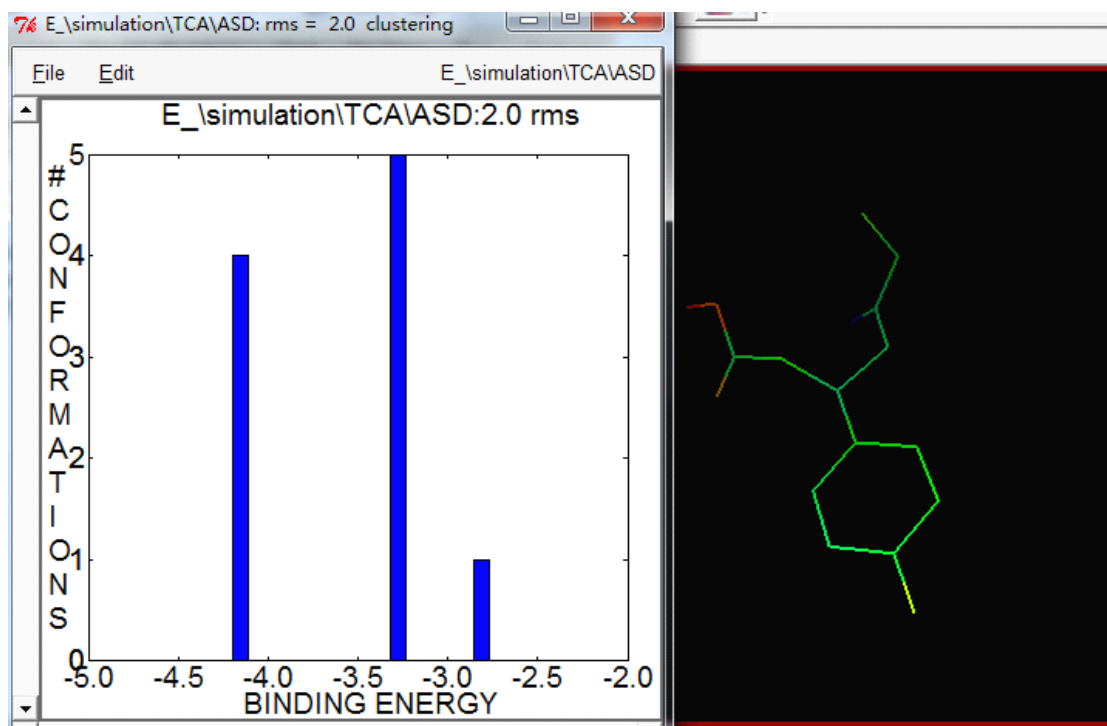 E_\simulation\TCA\ASD: rms = 2.0 clustering
File Edit E_\simulation\TCA\ASD
E_\simulation\TCA\ASD:2.0 rms
#CONFORMATIONS
5
4
3
2
1
0
-5.0 -4.5 -4.0 -3.5 -3.0 -2.5 -2.0
BINDING ENERGY